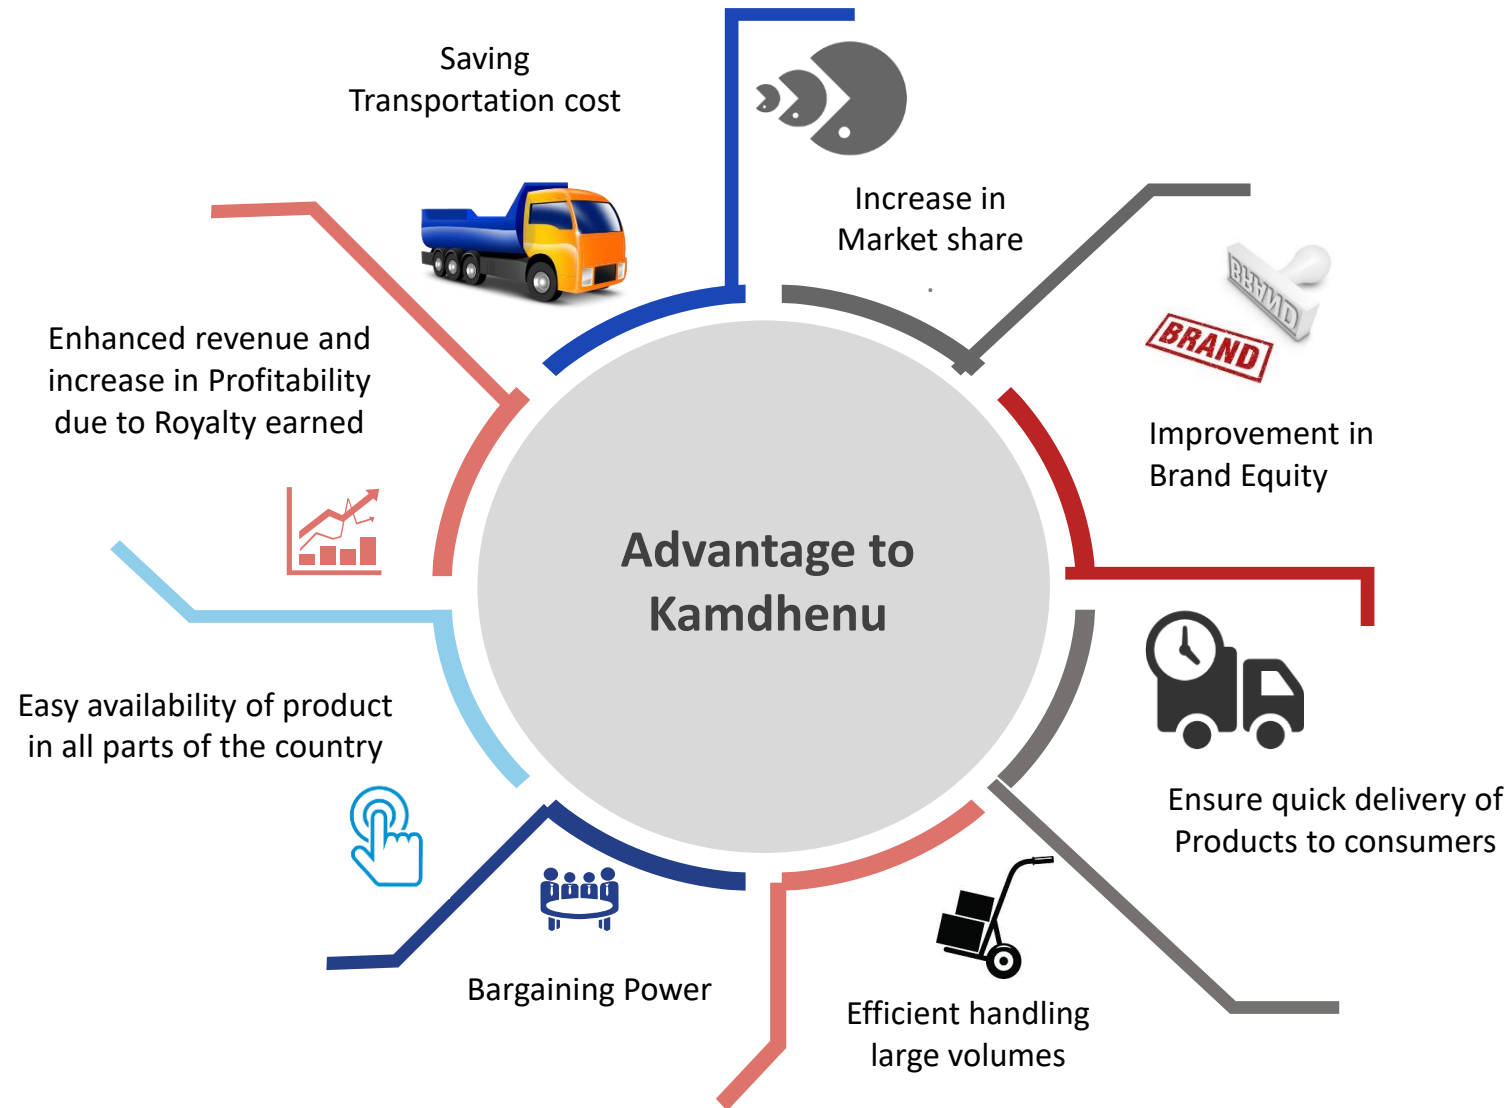 Saving
Transportation cost
Increase in
Market share
.
BRAND
BRAND
Improvement in
Brand Equity
Enhanced revenue and
increase in Profitability
due to Royalty earned
Advantage to
Kamdhenu
Easy availability of product
in all parts of the country
Ensure quick delivery of
Products to consumers
Bargaining Power
Efficient handling
large volumes